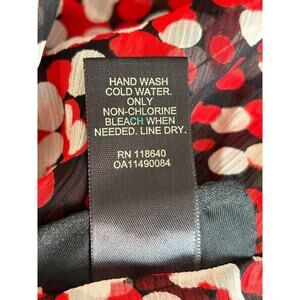 HAND WASH
COLD WATER.
ONLY
NON-CHLORINE
BLEACH WHEN
NEEDED. LINE DRY.
RN 118640
OA11490084